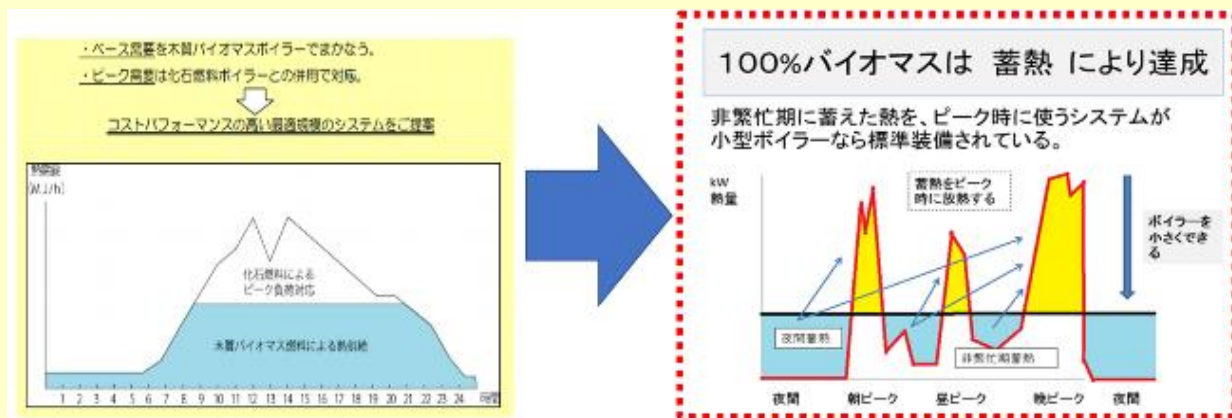 ・ベース需要を木質バイオマスボイラーでまかなう。
・ピーク需要は化石燃料ボイラーとの併用で対応。
コストパフォーマンスの高い最適規模のシステムをご提案
(MJ/h)
化石燃料による
ピーク負荷対応
木質バイオマス燃料による熱供給
1 2 3 4 5 6 7 8 9 10 11 12 13 14 15 16 17 18 19 20 21 22 23 24 時間
100%バイオマスは 蓄熱 により達成
非繁忙期に蓄えた熱を、ピーク時に使うシステムが
小型ボイラーなら標準装備されている。
kW
熱量
蓄熱をピーク
時に放熱する
ボイラーを
小さくでき
る
夜間蓄熱
非繁忙期蓄熱
夜間 朝ピーク 昼ピーク 晩ピーク 夜間